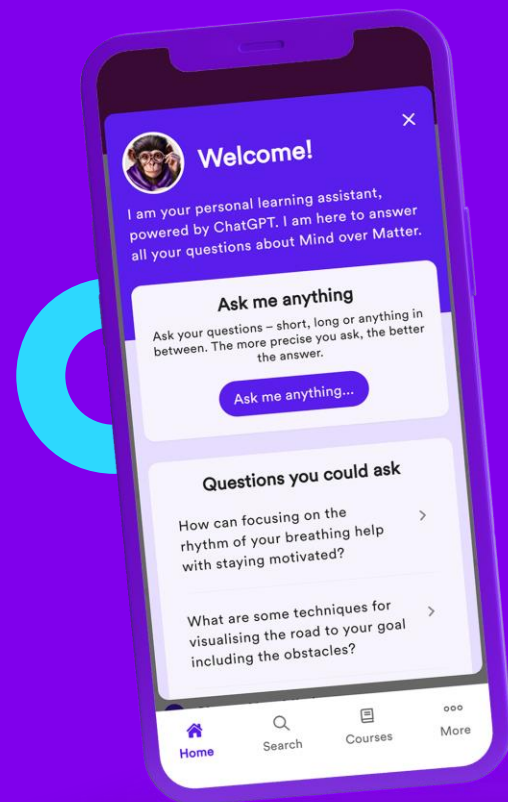 Welcome!
I am your personal learning assistant,
powered by ChatGPT. I am here to answer
all your questions about Mind over Matter.
Ask me anything
Ask your questions – short, long or anything in
between. The more precise you ask, the better
the answer.
Ask me anything...
Questions you could ask
How can focusing on the
rhythm of your breathing help
with staying motivated?
What are some techniques for
visualising the road to your goal
including the obstacles?
Home
Search
Courses
More